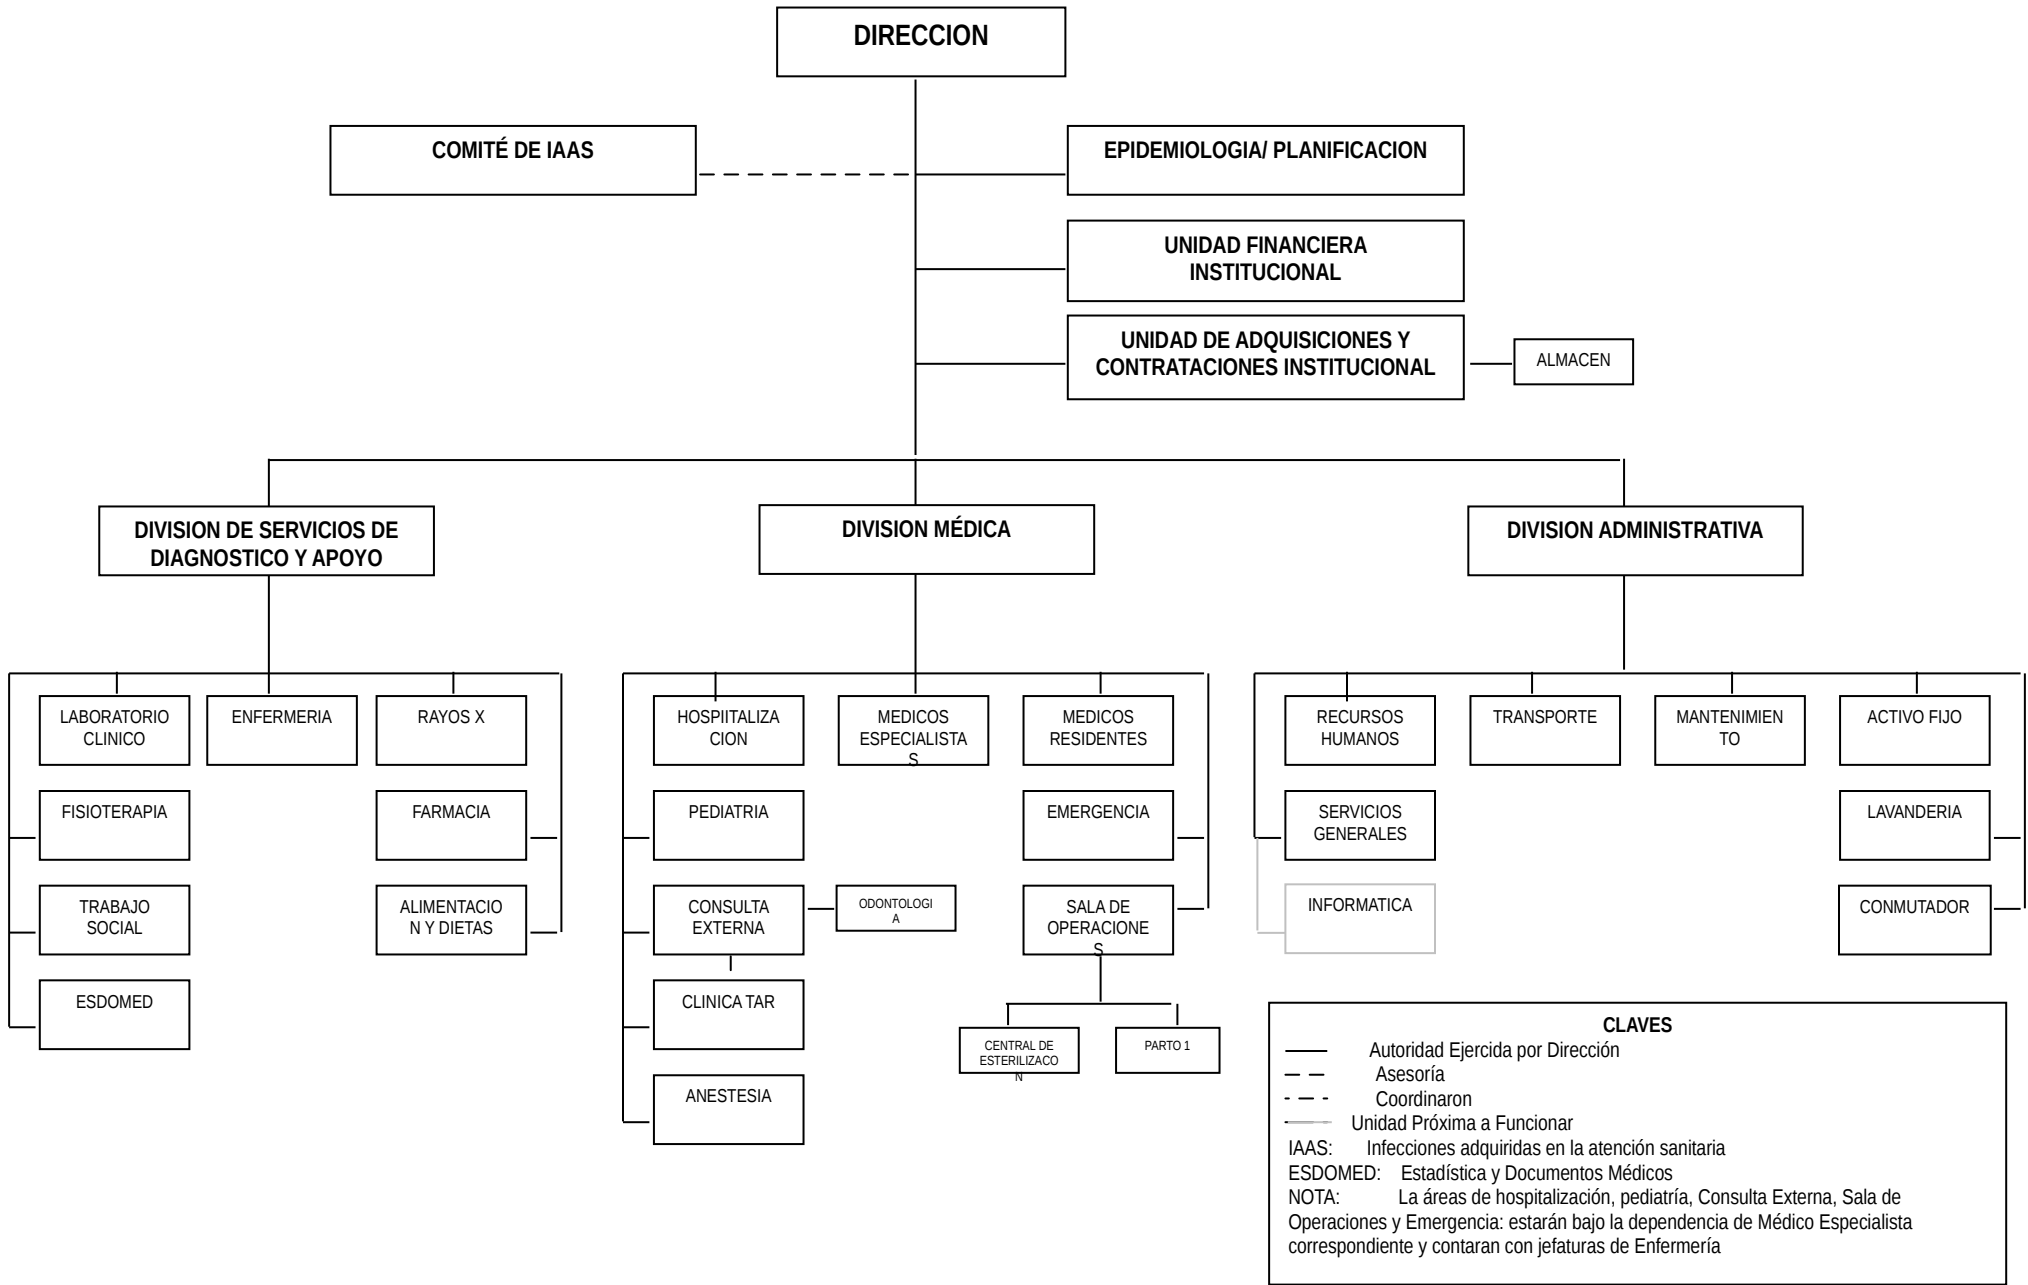 DIRECCION
COMITÉ DE IAAS
EPIDEMIOLOGIA/ PLANIFICACION
UNIDAD FINANCIERA
INSTITUCIONAL
UNIDAD DE ADQUISICIONES Y
CONTRATACIONES INSTITUCIONAL
ALMACEN
DIVISION DE SERVICIOS DE
DIAGNOSTICO Y APOYO
DIVISION MÉDICA
DIVISION ADMINISTRATIVA
LABORATORIO
CLINICO
ENFERMERIA
RAYOS X
FISIOTERAPIA
FARMACIA
TRABAJO
SOCIAL
ALIMENTACIO
N Y DIETAS
ESDOMED
HOSPIITALIZA
CION
MEDICOS
ESPECIALISTA
S
MEDICOS
RESIDENTES
PEDIATRIA
EMERGENCIA
CONSULTA
EXTERNA
ODONTOLOGI
A
SALA DE
OPERACIONE
S
CLINICA TAR
CENTRAL DE
ESTERILIZACO
N
PARTO 1
ANESTESIA
RECURSOS
HUMANOS
TRANSPORTE
MANTENIMIEN
TO
ACTIVO FIJO
SERVICIOS
GENERALES
LAVANDERIA
INFORMATICA
CONMUTADOR
CLAVES
Autoridad Ejercida por Dirección
Asesoría
Coordinaron
Unidad Próxima a Funcionar
IAAS: Infecciones adquiridas en la atención sanitaria
ESDOMED: Estadística y Documentos Médicos
NOTA: La áreas de hospitalización, pediatría, Consulta Externa, Sala de
Operaciones y Emergencia: estarán bajo la dependencia de Médico Especialista
correspondiente y contaran con jefaturas de Enfermería